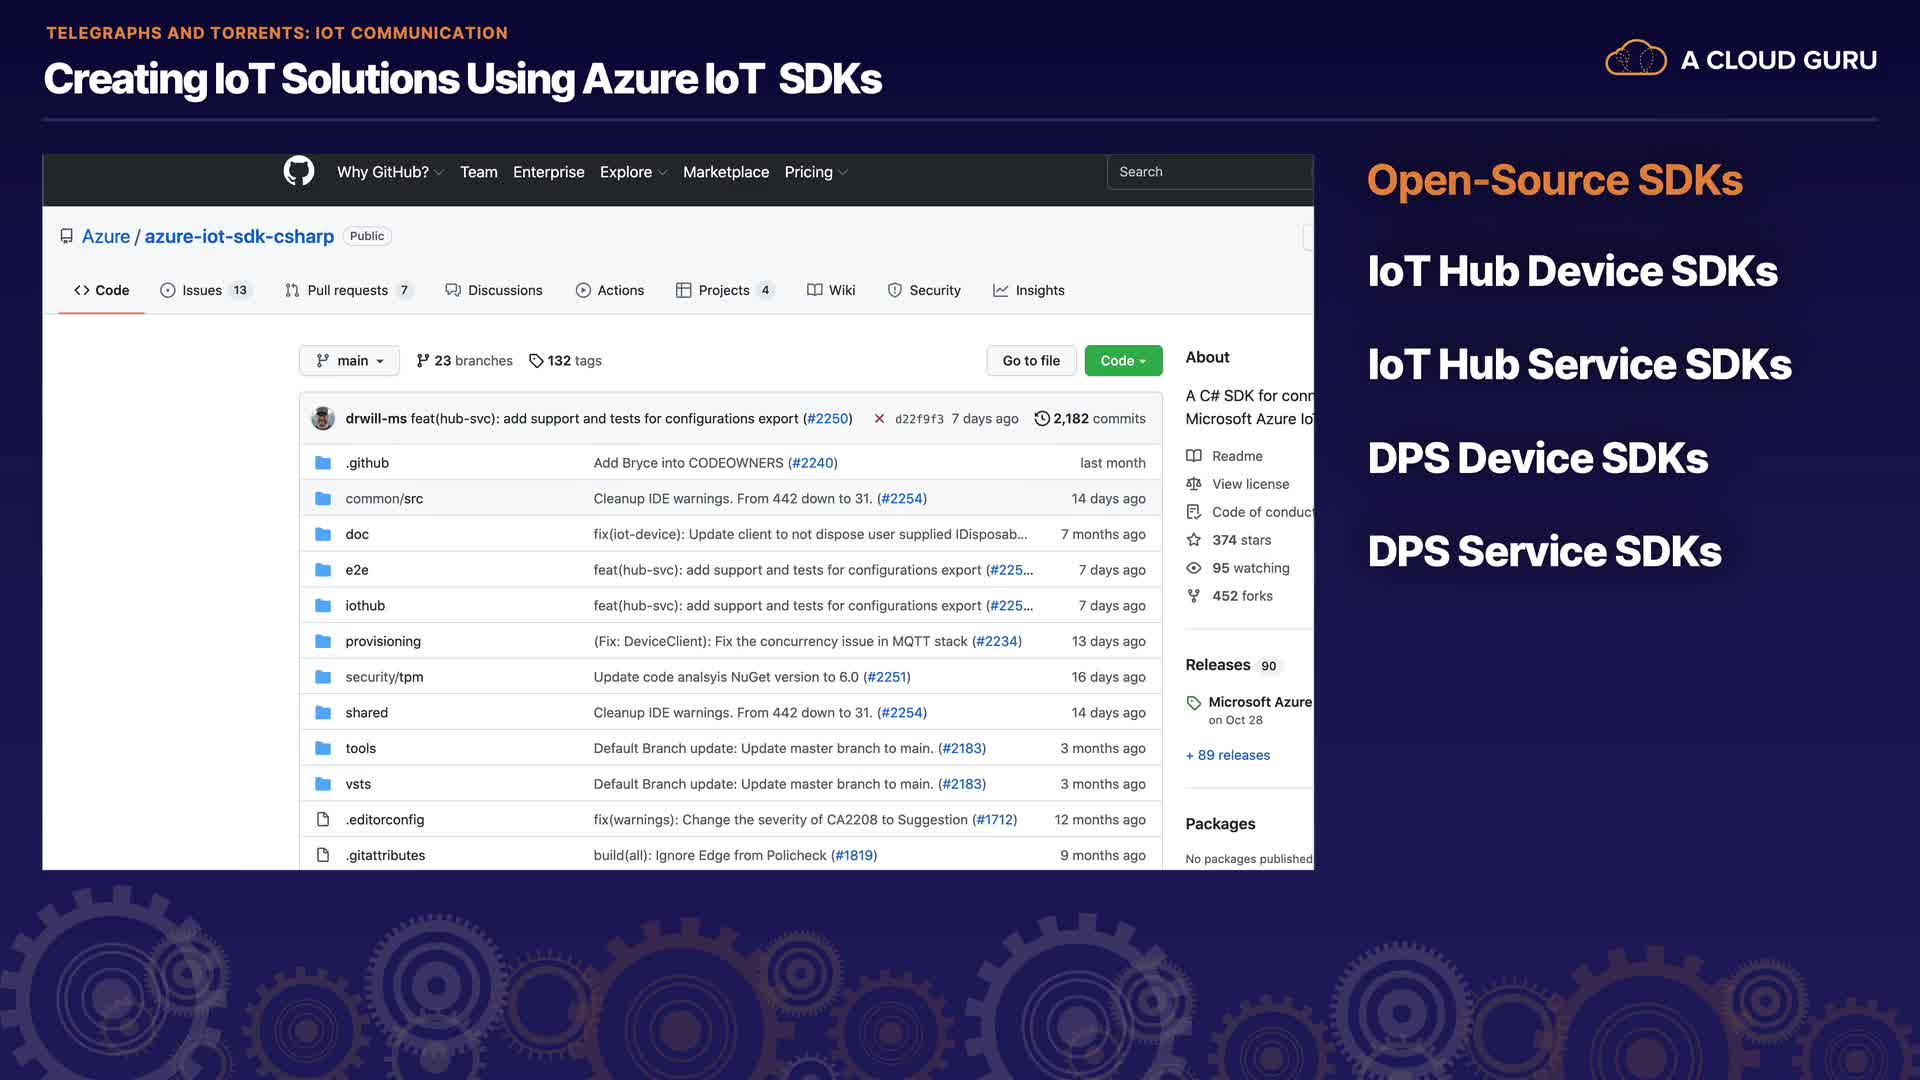 TELEGRAPHS AND TORRENTS: IOT COMMUNICATION
Creating IoT Solutions Using Azure IoT SDKs
A CLOUD GURU
Why GitHub? Team Enterprise Explore Marketplace Pricing Search
Azure / azure-iot-sdk-csharp Public
Code Issues 13 Pull requests 7 Discussions Actions Projects 4 Wiki Security Insights
main 23 branches 132 tags Go to file Code
drwill-ms feat(hub-svc): add support and tests for configurations export (#2250) d22f9f3 7 days ago 2,182 commits
.github Add Bryce into CODEOWNERS (#2240) last month
common/src Cleanup IDE warnings. From 442 down to 31. (#2254) 14 days ago
doc fix(iot-device): Update client to not dispose user supplied IDisposab... 7 months ago
e2e feat(hub-svc): add support and tests for configurations export (#225... 7 days ago
iothub feat(hub-svc): add support and tests for configurations export (#225... 7 days ago
provisioning (Fix: DeviceClient): Fix the concurrency issue in MQTT stack (#2234) 13 days ago
security/tpm Update code analsyis NuGet version to 6.0 (#2251) 16 days ago
shared Cleanup IDE warnings. From 442 down to 31. (#2254) 14 days ago
tools Default Branch update: Update master branch to main. (#2183) 3 months ago
vsts Default Branch update: Update master branch to main. (#2183) 3 months ago
.editorconfig fix(warnings): Change the severity of CA2208 to Suggestion (#1712) 12 months ago
.gitattributes build(all): Ignore Edge from Policheck (#1819) 9 months ago
About
A C# SDK for conn
Microsoft Azure Io
Readme
View license
Code of conduct
374 stars
95 watching
452 forks
Releases 90
Microsoft Azure
on Oct 28
+ 89 releases
Packages
No packages published
Open-Source SDKs
IoT Hub Device SDKs
IoT Hub Service SDKs
DPS Device SDKs
DPS Service SDKs